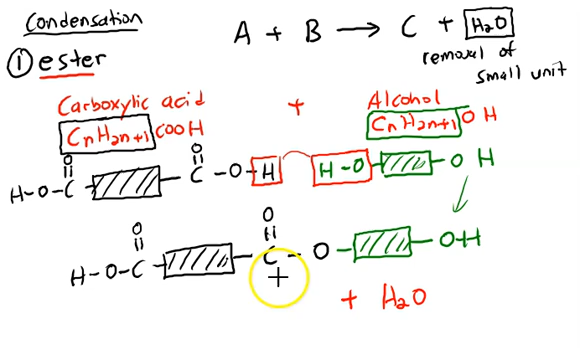 Condensation
A + B → C + H2O
removal of
small unit
① ester
Carboxylic acid + Alcohol
CnH2n+1 COOH CnH2n+1 OH
O O
H-O-C C-O-H H-O O H
O O
H-O-C C-O OH
+ H2O